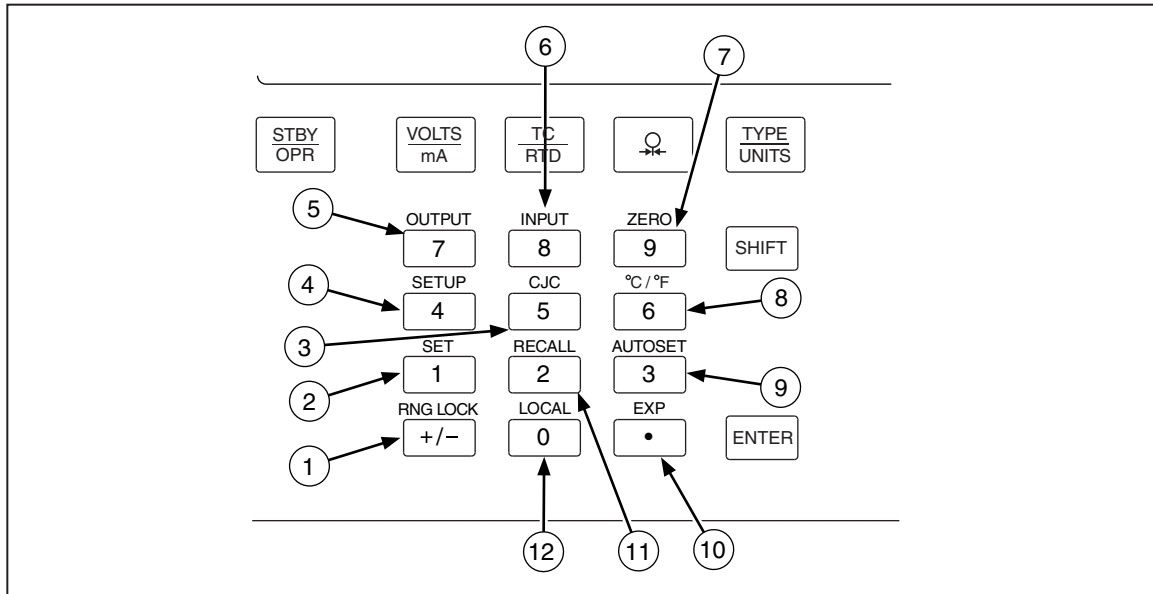 6
7
STBY
OPR
VOLTS
mA
TC
RTD
TYPE
UNITS
5
OUTPUT
7
INPUT
8
ZERO
9
SHIFT
4
SETUP
4
CJC
5
°C / °F
6
8
3
SET
1
RECALL
2
AUTOSET
3
2
9
RNG LOCK
+/−
LOCAL
0
EXP
•
ENTER
1
12
11
10